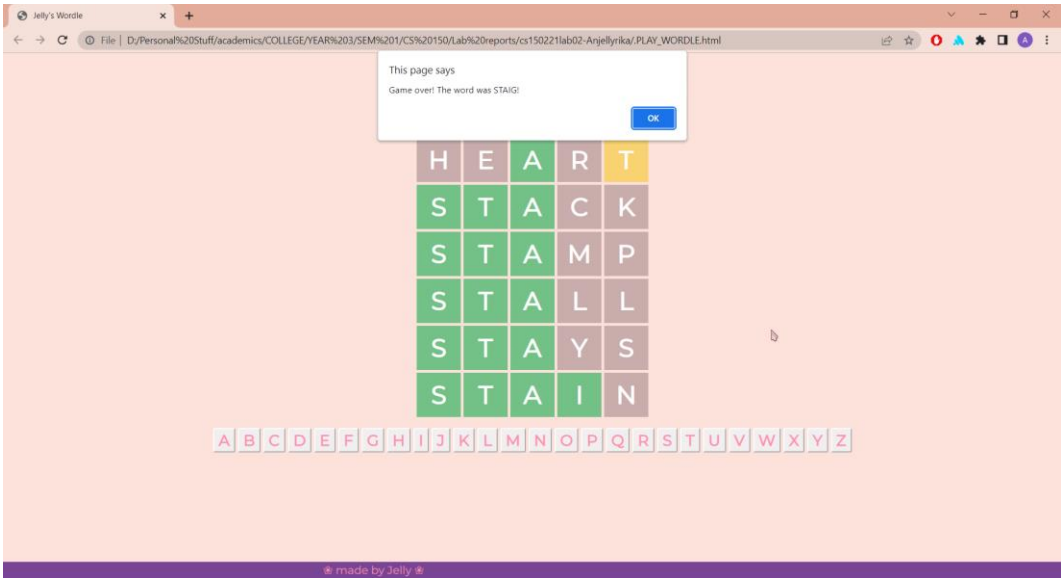 Jelly's Wordle
File | D:/Personal%20Stuff/academics/COLLEGE/YEAR%203/SEM%201/CS%20150/Lab%20reports/cs150221lab02-Anjellyrika/.PLAY_WORDLE.html
A
This page says
Game over! The word was STAIG!
OK
H E A R T
S T A C K
S T A M P
S T A L L
S T A Y S
S T A I N
A B C D E F G H I J K L M N O P Q R S T U V W X Y Z
❀ made by Jelly ❀